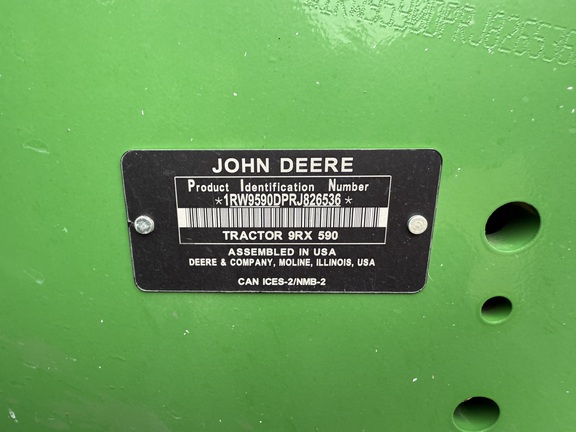 JOHN DEERE
Product Identification Number
*1RW9590DPRJ826536*
TRACTOR 9RX 590
ASSEMBLED IN USA
DEERE & COMPANY, MOLINE, ILLINOIS, USA
CAN ICES-2/NMB-2